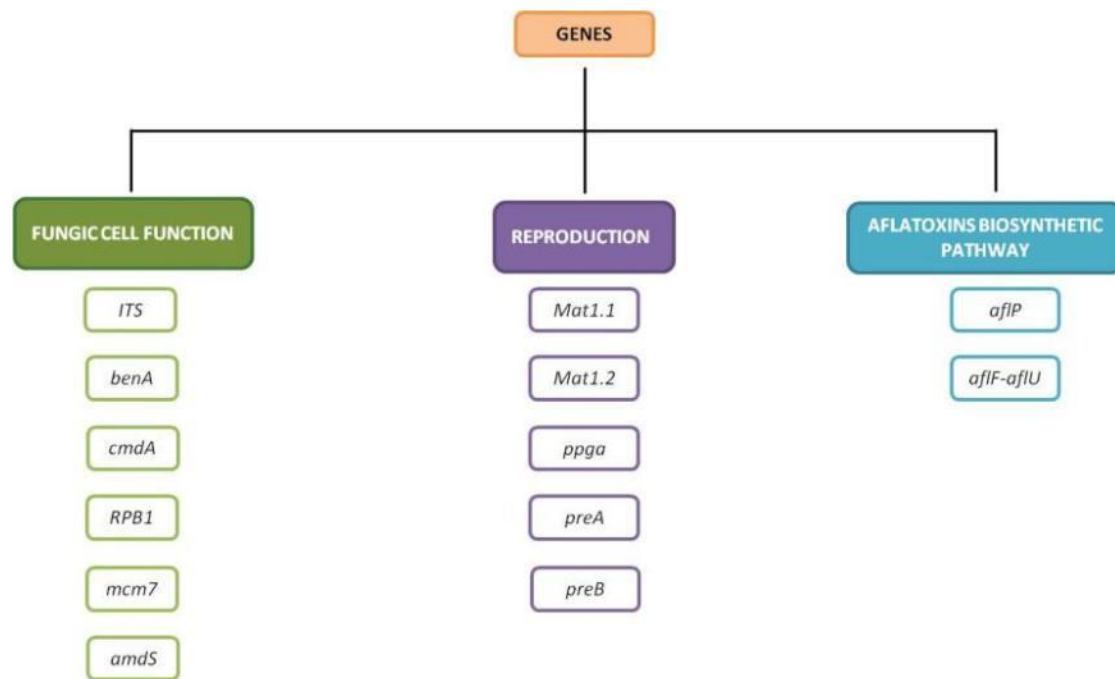 GENES
FUNGIC CELL FUNCTION
ITS
benA
cmdA
RPB1
mcm7
amdS
REPRODUCTION
Mat1.1
Mat1.2
ppga
preA
preB
AFLATOXINS BIOSYNTHETIC
PATHWAY
aflP
aflF-aflU